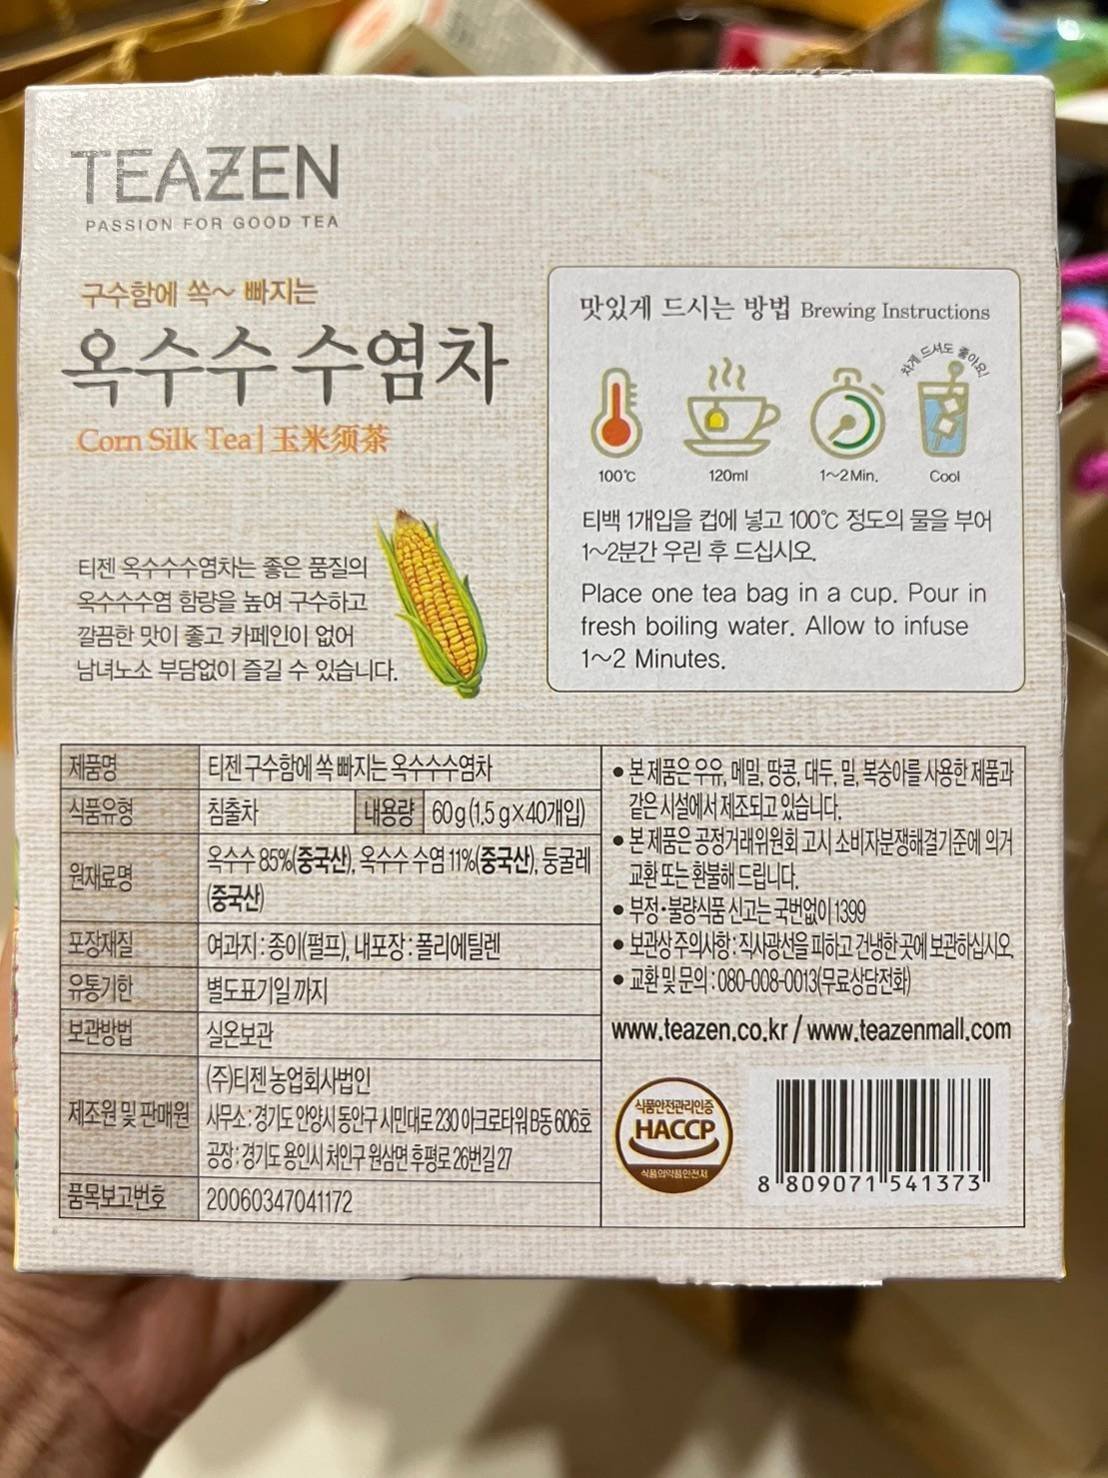 TEAZEN
PASSION FOR GOOD TEA
구수함에 쏙~ 빠지는
옥수수 수염차
Corn Silk Tea | 玉米须茶
티젠 옥수수수염차는 좋은 품질의
옥수수수염 함량을 높여 구수하고
깔끔한 맛이 좋고 카페인이 없어
남녀노소 부담없이 즐길 수 있습니다.
맛있게 드시는 방법 Brewing Instructions
차게 드셔도 좋아요!
100℃
120ml
1~2Min.
Cool
티백 1개입을 컵에 넣고 100℃ 정도의 물을 부어
1~2분간 우린 후 드십시오.
Place one tea bag in a cup. Pour in
fresh boiling water. Allow to infuse
1~2 Minutes.
제품명 티젠 구수함에 쏙 빠지는 옥수수수염차
식품유형 침출차 내용량 60g(1.5g×40개입)
원재료명 옥수수 85%(중국산), 옥수수 수염 11%(중국산), 둥굴레
(중국산)
포장재질 여과지:종이(펄프), 내포장:폴리에틸렌
유통기한 별도표기일 까지
보관방법 실온보관
제조원 및 판매원 (주)티젠 농업회사법인
사무소:경기도 안양시 동안구 시민대로 230 아크로타워 B동 606호
공장:경기도 용인시 처인구 원삼면 후평로 26번길 27
품목보고번호 20060347041172
• 본 제품은 우유, 메밀, 땅콩, 대두, 밀, 복숭아를 사용한 제품과
같은 시설에서 제조되고 있습니다.
• 본 제품은 공정거래위원회 고시 소비자분쟁해결기준에 의거
교환 또는 환불해 드립니다.
• 부정·불량식품 신고는 국번없이 1399
• 보관상 주의사항:직사광선을 피하고 건냉한 곳에 보관하십시오.
• 교환 및 문의:080-008-0013(무료상담전화)
www.teazen.co.kr / www.teazenmall.com
식품안전관리인증
HACCP
식품의약품안전처
8 809071 541373